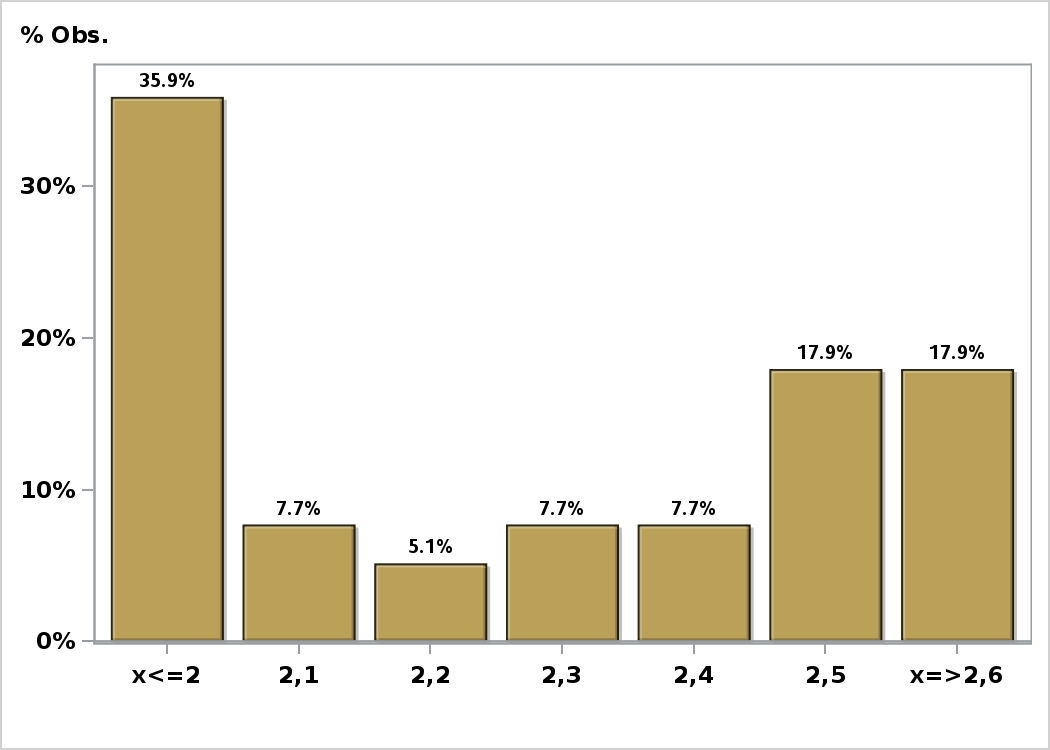 % Obs.
35.9%
30%
20%
17.9% 17.9%
10%
7.7% 7.7% 7.7%
5.1%
0%
x<=2 2,1 2,2 2,3 2,4 2,5 x=>2,6